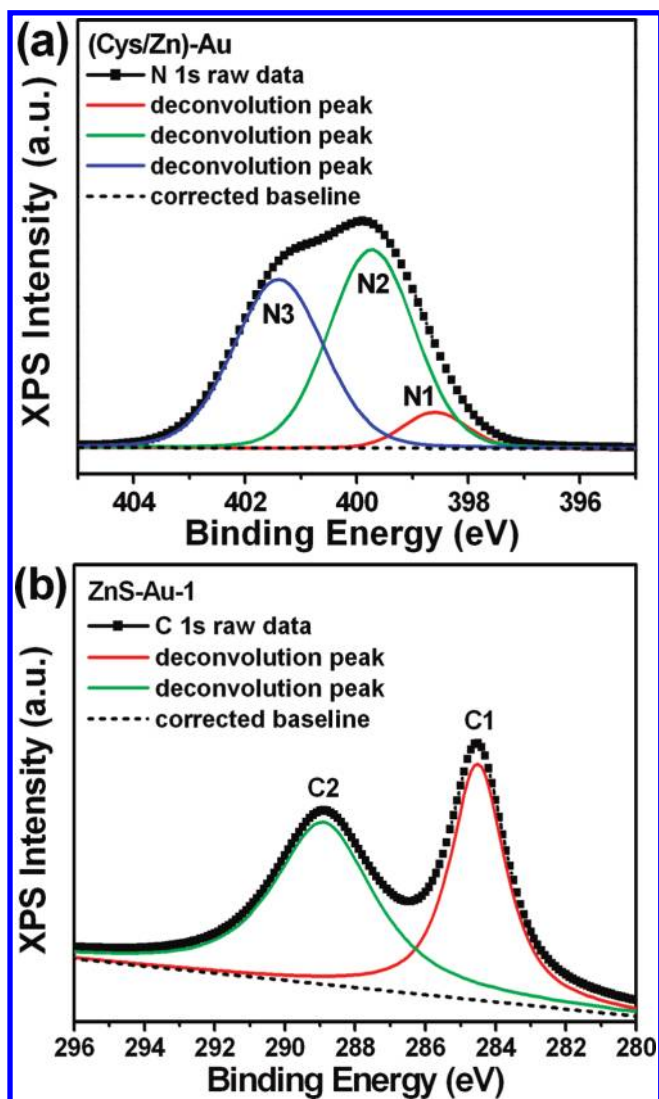 (a)
(Cys/Zn)-Au
N 1s raw data
deconvolution peak
deconvolution peak
deconvolution peak
corrected baseline
N3
N2
N1
XPS Intensity (a.u.)
404 402 400 398 396
Binding Energy (eV)
(b)
ZnS-Au-1
C 1s raw data
deconvolution peak
deconvolution peak
corrected baseline
C2
C1
XPS Intensity (a.u.)
296 294 292 290 288 286 284 282 280
Binding Energy (eV)